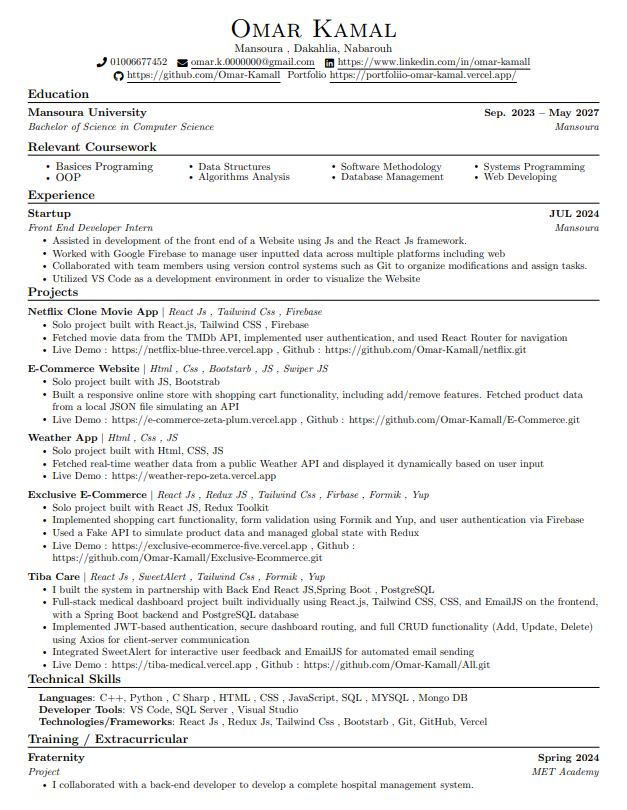 Omar Kamal
Mansoura , Dakahlia, Nabarouh
01006677452 omar.k.0000000@gmail.com https://www.linkedin.com/in/omar-kamall
https://github.com/Omar-Kamall Portfolio https://portfoliio-omar-kamal.vercel.app/
Education
Mansoura University Sep. 2023 – May 2027
Bachelor of Science in Computer Science Mansoura
Relevant Coursework
• Basices Programing • Data Structures • Software Methodology • Systems Programming
• OOP • Algorithms Analysis • Database Management • Web Developing
Experience
Startup JUL 2024
Front End Developer Intern Mansoura
• Assisted in development of the front end of a Website using Js and the React Js framework.
• Worked with Google Firebase to manage user inputted data across multiple platforms including web
• Collaborated with team members using version control systems such as Git to organize modifications and assign tasks.
• Utilized VS Code as a development environment in order to visualize the Website
Projects
Netflix Clone Movie App | React Js , Tailwind Css , Firebase
• Solo project built with React.js, Tailwind CSS , Firebase
• Fetched movie data from the TMDb API, implemented user authentication, and used React Router for navigation
• Live Demo : https://netflix-blue-three.vercel.app , Github : https://github.com/Omar-Kamall/netflix.git
E-Commerce Website | Html , Css , Bootstarb , JS , Swiper JS
• Solo project built with JS, Bootstrab
• Built a responsive online store with shopping cart functionality, including add/remove features. Fetched product data
from a local JSON file simulating an API
• Live Demo : https://e-commerce-zeta-plum.vercel.app , Github : https://github.com/Omar-Kamall/E-Commerce.git
Weather App | Html , Css , JS
• Solo project built with Html, CSS, JS
• Fetched real-time weather data from a public Weather API and displayed it dynamically based on user input
• Live Demo : https://weather-repo-zeta.vercel.app
Exclusive E-Commerce | React Js , Redux JS , Tailwind Css , Firbase , Formik , Yup
• Solo project built with React JS, Redux Toolkit
• Implemented shopping cart functionality, form validation using Formik and Yup, and user authentication via Firebase
• Used a Fake API to simulate product data and managed global state with Redux
• Live Demo : https://exclusive-ecommerce-five.vercel.app , Github :
https://github.com/Omar-Kamall/Exclusive-Ecommerce.git
Tiba Care | React Js , SweetAlert , Tailwind Css , Formik , Yup
• I built the system in partnership with Back End React JS,Spring Boot , PostgreSQL
• Full-stack medical dashboard project built individually using React.js, Tailwind CSS, CSS, and EmailJS on the frontend,
with a Spring Boot backend and PostgreSQL database
• Implemented JWT-based authentication, secure dashboard routing, and full CRUD functionality (Add, Update, Delete)
using Axios for client-server communication
• Integrated SweetAlert for interactive user feedback and EmailJS for automated email sending
• Live Demo : https://tiba-medical.vercel.app , Github : https://github.com/Omar-Kamall/All.git
Technical Skills
Languages: C++, Python , C Sharp , HTML , CSS , JavaScript, SQL , MYSQL , Mongo DB
Developer Tools: VS Code, SQL Server , Visual Studio
Technologies/Frameworks: React Js , Redux Js, Tailwind Css , Bootstarb , Git, GitHub, Vercel
Training / Extracurricular
Fraternity Spring 2024
Project MET Academy
• I collaborated with a back-end developer to develop a complete hospital management system.